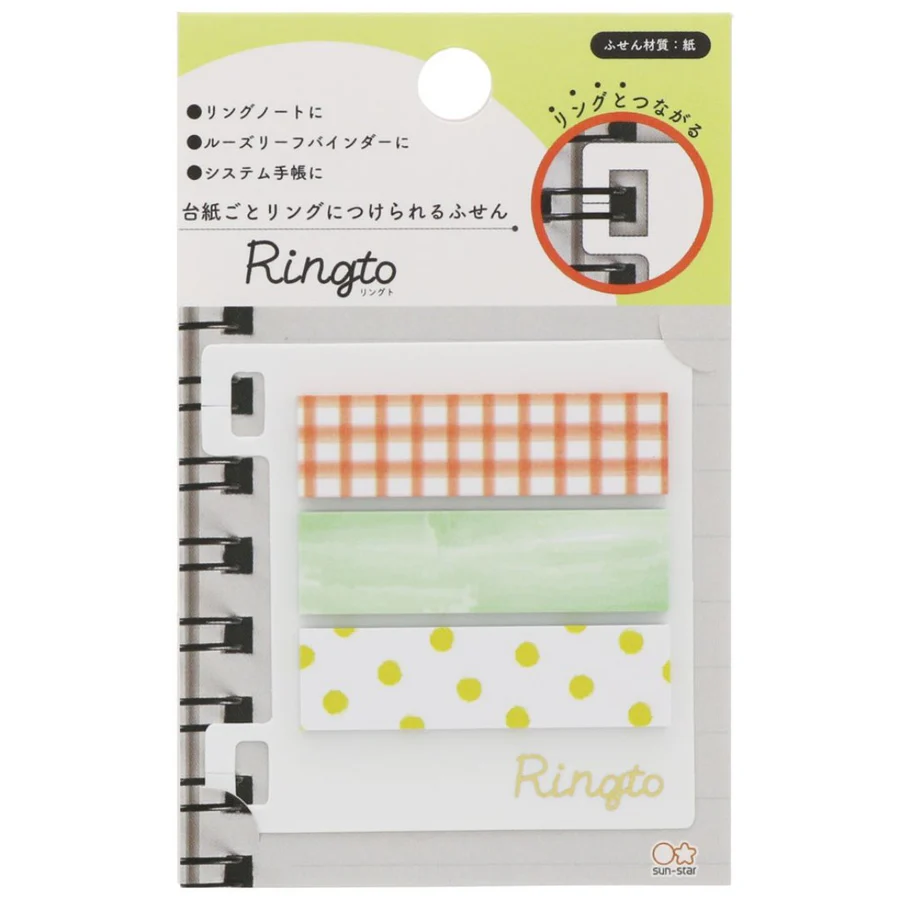 ふせん材質：紙
リングとつながる
●リングノートに
●ルーズリーフバインダーに
●システム手帳に
台紙ごとリングにつけられるふせん
Ringto
リングト
Ringto
sun-star